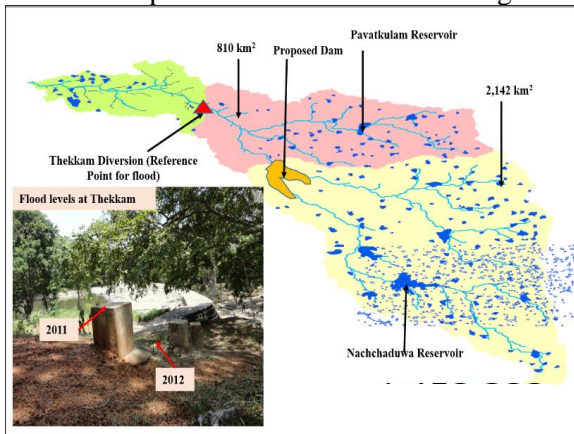 Pavatkulam Reservoir
810 km²
Proposed Dam
2,142 km²
Thekkam Diversion (Reference
Point for flood)
Flood levels at Thekkam
2011
2012
Nachchaduwa Reservoir